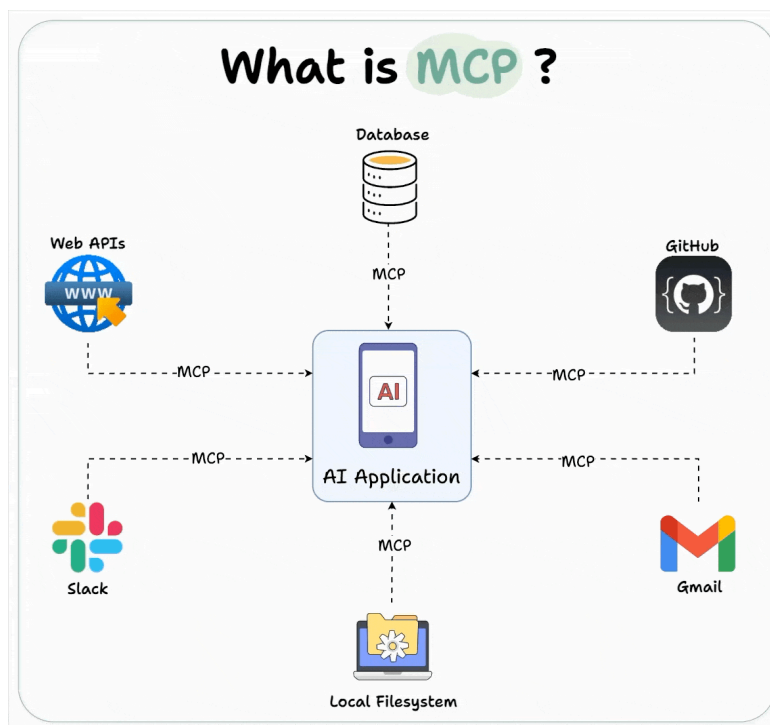 What is MCP ?
Database
Web APIs
GitHub
WWW
MCP
MCP
MCP
AI
MCP
MCP
AI Application
MCP
Slack
Gmail
Local Filesystem